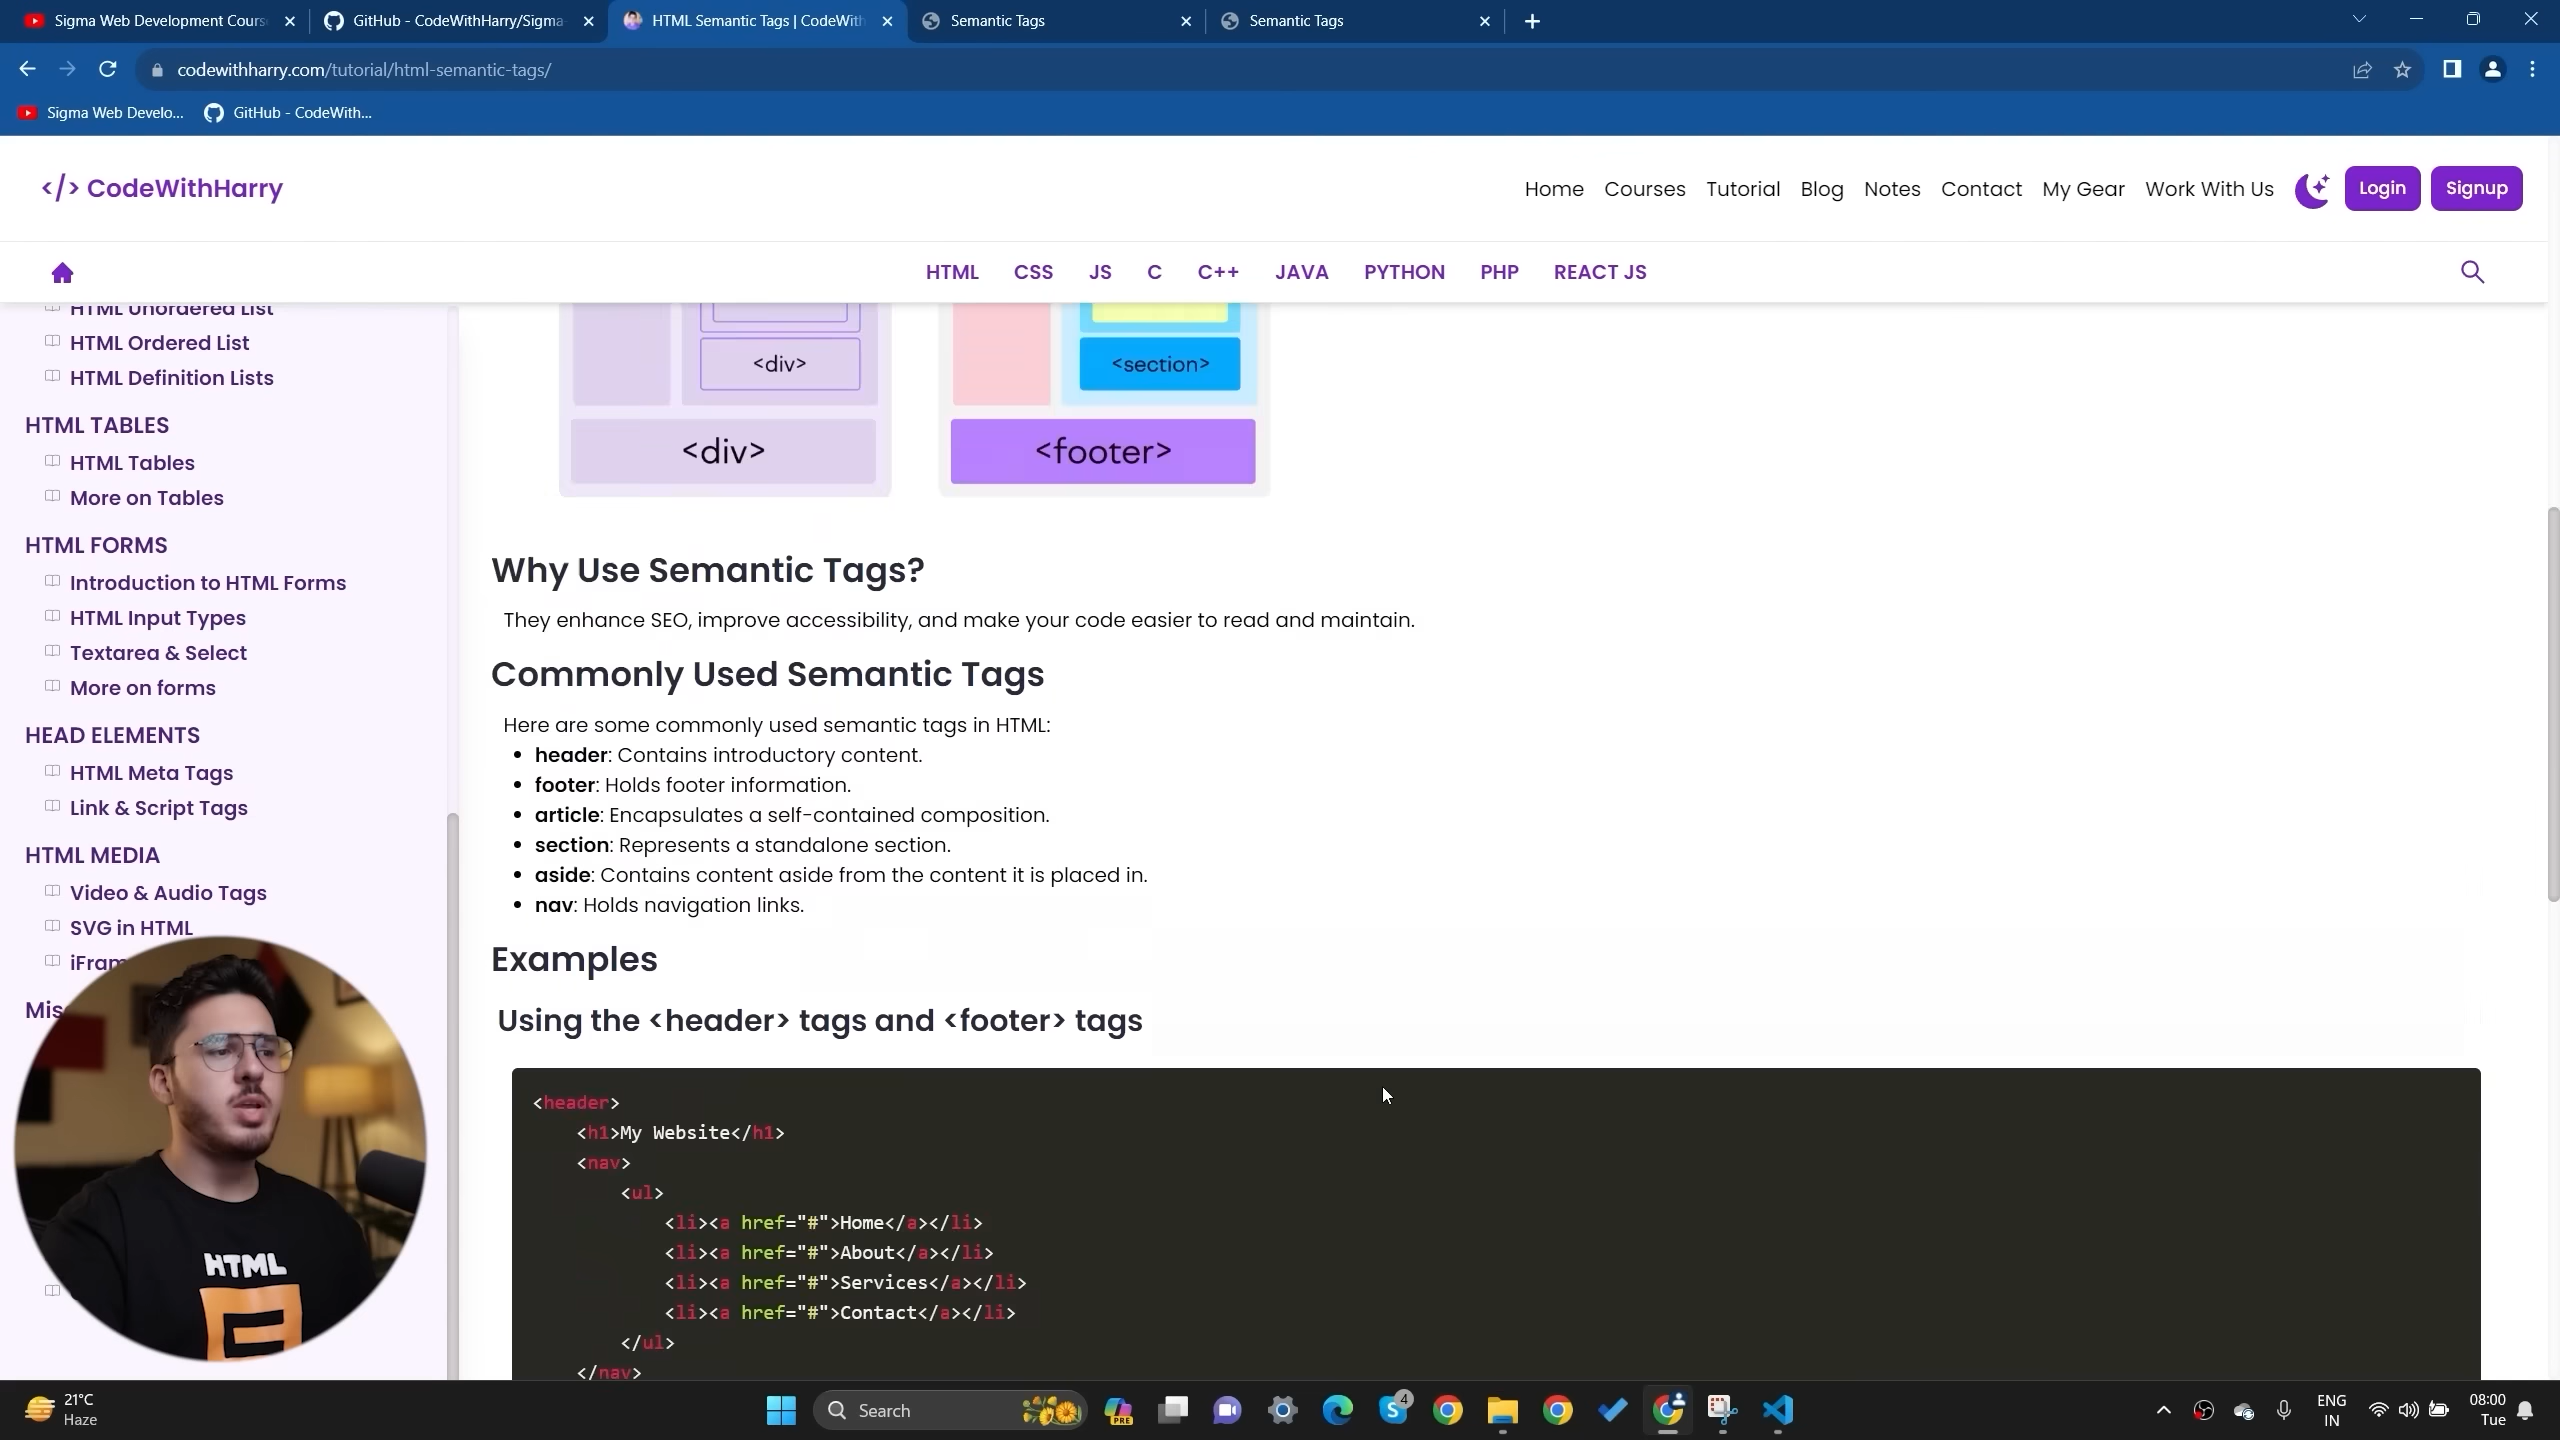 Sigma Web Development Cours
GitHub - CodeWithHarry/Sigma-
HTML Semantic Tags | CodeWith
Semantic Tags
Semantic Tags
codewithharry.com/tutorial/html-semantic-tags/
Sigma Web Develo...
GitHub - CodeWith...
</> CodeWithHarry
Home
Courses
Tutorial
Blog
Notes
Contact
My Gear
Work With Us
Login
Signup
HTML
CSS
JS
C
C++
JAVA
PYTHON
PHP
REACT JS
HTML Unordered List
HTML Ordered List
HTML Definition Lists
HTML TABLES
HTML Tables
More on Tables
HTML FORMS
Introduction to HTML Forms
HTML Input Types
Textarea & Select
More on forms
HEAD ELEMENTS
HTML Meta Tags
Link & Script Tags
HTML MEDIA
Video & Audio Tags
SVG in HTML
iFram
Mis
<div>
<section>
<div>
<footer>
Why Use Semantic Tags?
They enhance SEO, improve accessibility, and make your code easier to read and maintain.
Commonly Used Semantic Tags
Here are some commonly used semantic tags in HTML:
• header: Contains introductory content.
• footer: Holds footer information.
• article: Encapsulates a self-contained composition.
• section: Represents a standalone section.
• aside: Contains content aside from the content it is placed in.
• nav: Holds navigation links.
Examples
Using the <header> tags and <footer> tags
<header>
<h1>My Website</h1>
<nav>
<ul>
<li><a href="#">Home</a></li>
<li><a href="#">About</a></li>
<li><a href="#">Services</a></li>
<li><a href="#">Contact</a></li>
</ul>
</nav>
HTML
21°C
Haze
Search
PRE
4
ENG
IN
08:00
Tue